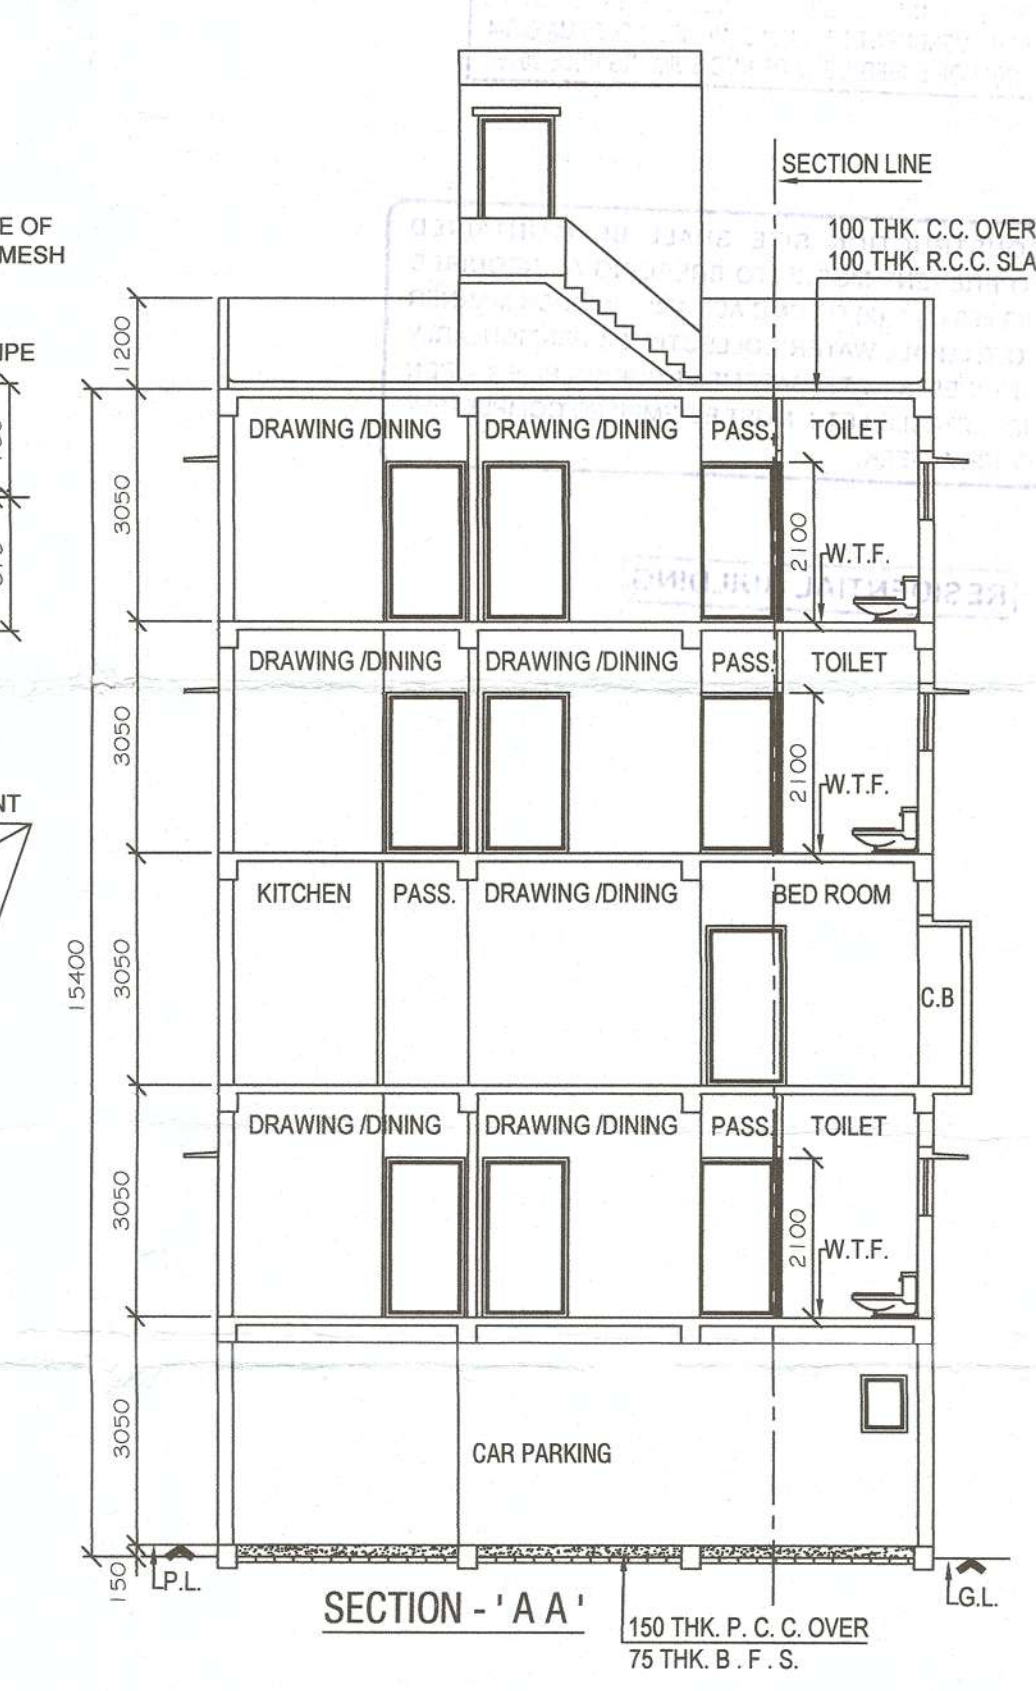 SECTION LINE
E OF
MESH
100 THK. C.C. OVER
100 THK. R.C.C. SLA
1200
IPE
DRAWING /DINING DRAWING /DINING PASS. TOILET
3050
2100
W.T.F.
DRAWING /DINING DRAWING /DINING PASS. TOILET
3050
2100
W.T.F.
NT
KITCHEN PASS. DRAWING /DINING BED ROOM
15400
3050
C.B
DRAWING /DINING DRAWING /DINING PASS. TOILET
3050
2100
W.T.F.
3050
CAR PARKING
150
P.L.
G.L.
SECTION - ' A A '
150 THK. P. C. C. OVER
75 THK. B . F . S.